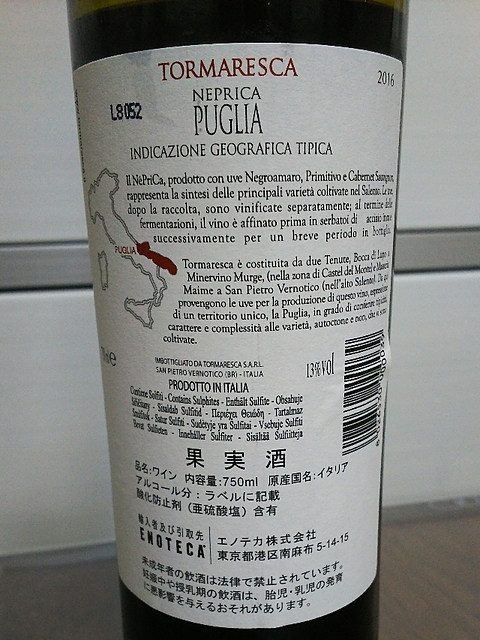 TORMARESCA
2016
L8052
NEPRICA
PUGLIA
INDICAZIONE GEOGRAFICA TIPICA
Il NePriCa, prodotto con uve Negroamaro, Primitivo e Cabernet Sauvignon,
rappresenta la sintesi delle principali varietà coltivate nel Salento. Le uve,
dopo la raccolta, sono vinificate separatamente; al termine della
fermentazioni, il vino è affinato prima in serbatoi di acciaio inox e
successivamente per un breve periodo in bottiglia.
PUGLIA
Tormaresca è costituita da due Tenute, Bocca di Lupo a
Minervino Murge, (nella zona di Castel del Monte) e Masseria
Maime a San Pietro Vernotico (nell'alto Salento). Da qui
provengono le uve per la produzione di questo vino, espressione
di un territorio unico, la Puglia, in grado di conferire tipicità,
carattere e complessità alle varietà, autoctone e non, che vi sono
coltivate.
IMBOTTIGLIATO DA TORMARESCA S.A.R.L.
SAN PIETRO VERNOTICO (BR) - ITALIA
13%vol
PRODOTTO IN ITALIA
Contiene Solfiti - Contains Sulphites - Enthält Sulfite - Obsahuje
Siřičitany - Sisaldab Sulfitid - Περιέχει Θειώδη - Tartalmaz
Szulfitok - Satur Sulfīti - Sudėtyje yra Sulfitai - Vsebuje Sulfiti
Bevat Sulfieten - Innehåller Sulfiter - Sisältää Sulfiitteja
果実酒
品名:ワイン 内容量:750ml 原産国名:イタリア
アルコール分:ラベルに記載
酸化防止剤(亜硫酸塩)含有
輸入者及び引取先
ENOTECA
エノテカ株式会社
東京都港区南麻布 5-14-15
未成年者の飲酒は法律で禁止されています。
妊娠中や授乳期の飲酒は、胎児・乳児の発育
に悪影響を与えるおそれがあります。